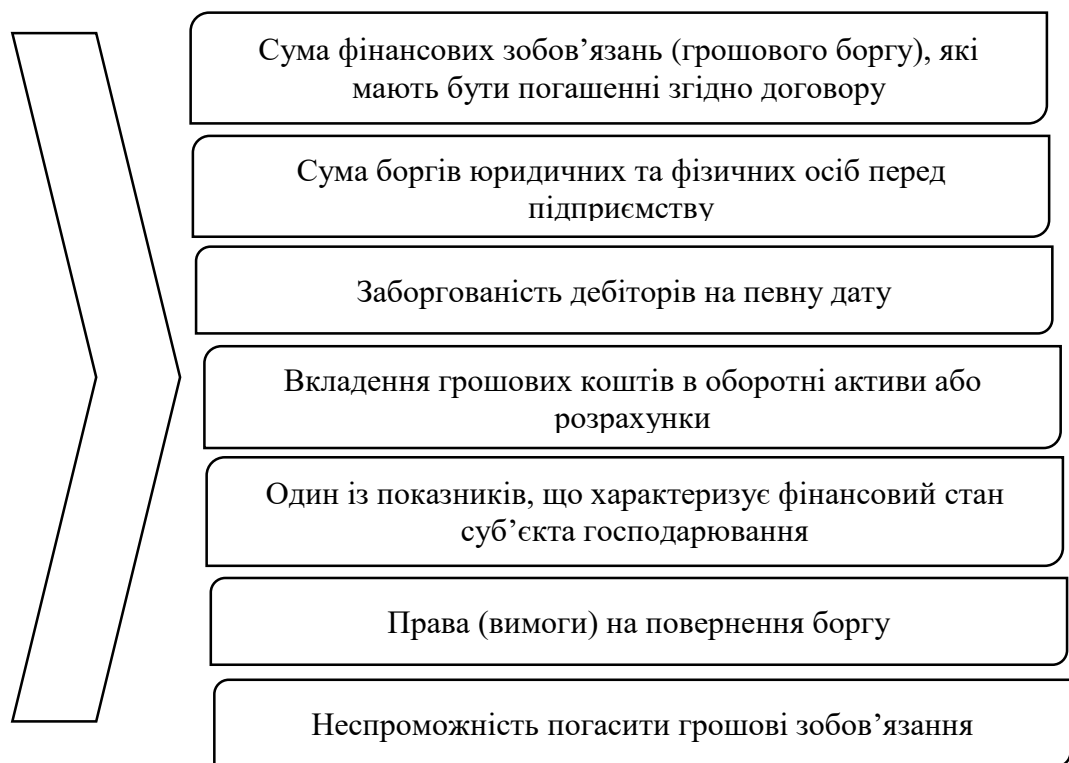 Сума фінансових зобов’язань (грошового боргу), які
мають бути погашенні згідно договору
Сума боргів юридичних та фізичних осіб перед
підприємству
Заборгованість дебіторів на певну дату
Вкладення грошових коштів в оборотні активи або
розрахунки
Один із показників, що характеризує фінансовий стан
суб’єкта господарювання
Права (вимоги) на повернення боргу
Неспроможність погасити грошові зобов’язання